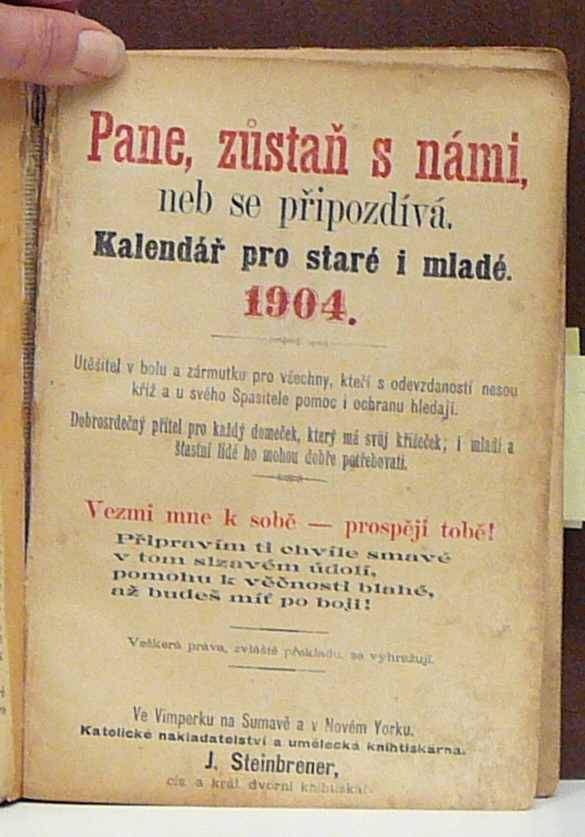 Pane, zůstaň s námi,
neb se připozdívá.
Kalendář pro staré i mladé.
1904.
Utěšitel v bolu a zármutku pro všechny, kteří s odevzdaností nesou
kříž a u svého Spasitele pomoc i ochranu hledají.
Dobrosrdečný přítel pro každý domeček, který má svůj křížeček; i mladí a
šťastní lidé ho mohou dobře potřebovati.
Vezmi mne k sobě — prospěji tobě!
Připravím ti chvíle smavé
v tom slzavém údolí,
pomohu k věčnosti blahé,
až budeš míť po boji!
Veškerá práva, zvláště překladu, se vyhražují.
Ve Vimperku na Sumavě a v Novém Yorku.
Katolické nakladatelství a umělecká knihtiskárna.
J. Steinbrener,
cís. a král. dvorní knihtiskař.